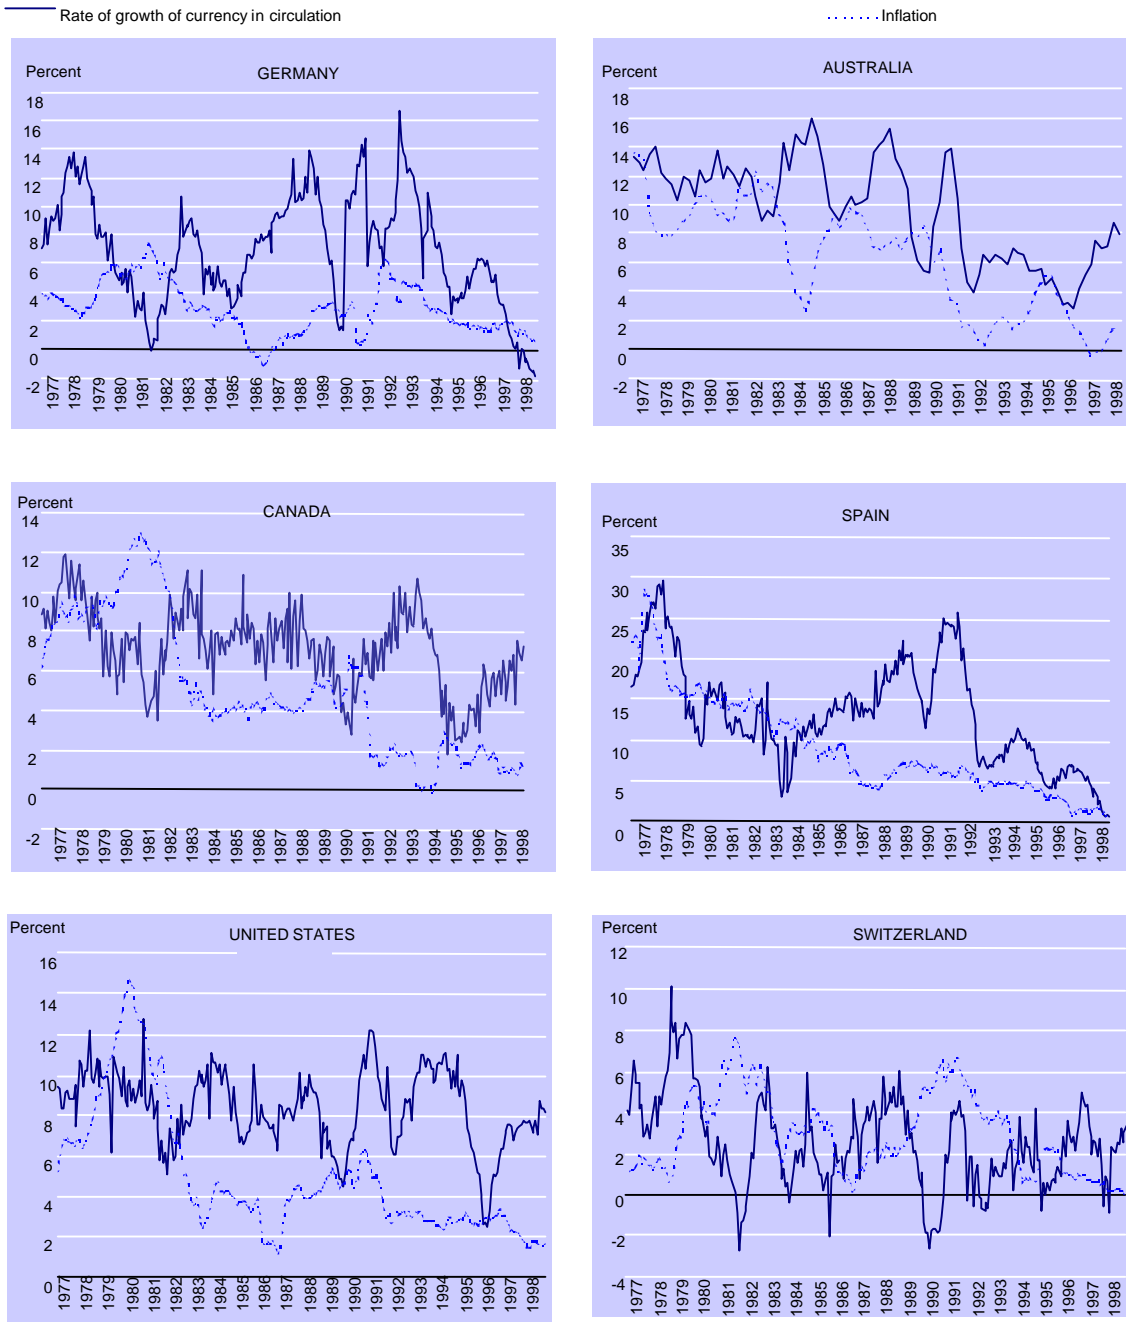 Rate of growth of currency in circulation
Inflation
Percent
GERMANY
18
16
14
12
10
8
6
4
2
0
-2
1977 1978 1979 1980 1981 1982 1983 1984 1985 1986 1987 1988 1989 1990 1991 1992 1993 1994 1995 1996 1997 1998
Percent
AUSTRALIA
18
16
14
12
10
8
6
4
2
0
-2
1977 1978 1979 1980 1981 1982 1983 1984 1985 1986 1987 1988 1989 1990 1991 1992 1993 1994 1995 1996 1997 1998
Percent
CANADA
14
12
10
8
6
4
2
0
-2
1977 1978 1979 1980 1981 1982 1983 1984 1985 1986 1987 1988 1989 1990 1991 1992 1993 1994 1995 1996 1997 1998
Percent
SPAIN
35
30
25
20
15
10
5
0
1977 1978 1979 1980 1981 1982 1983 1984 1985 1986 1987 1988 1989 1990 1991 1992 1993 1994 1995 1996 1997 1998
Percent
UNITED STATES
16
14
12
10
8
6
4
2
0
1977 1978 1979 1980 1981 1982 1983 1984 1985 1986 1987 1988 1989 1990 1991 1992 1993 1994 1995 1996 1997 1998
Percent
SWITZERLAND
12
10
8
6
4
2
0
-2
-4
1977 1978 1979 1980 1981 1982 1983 1984 1985 1986 1987 1988 1989 1990 1991 1992 1993 1994 1995 1996 1997 1998